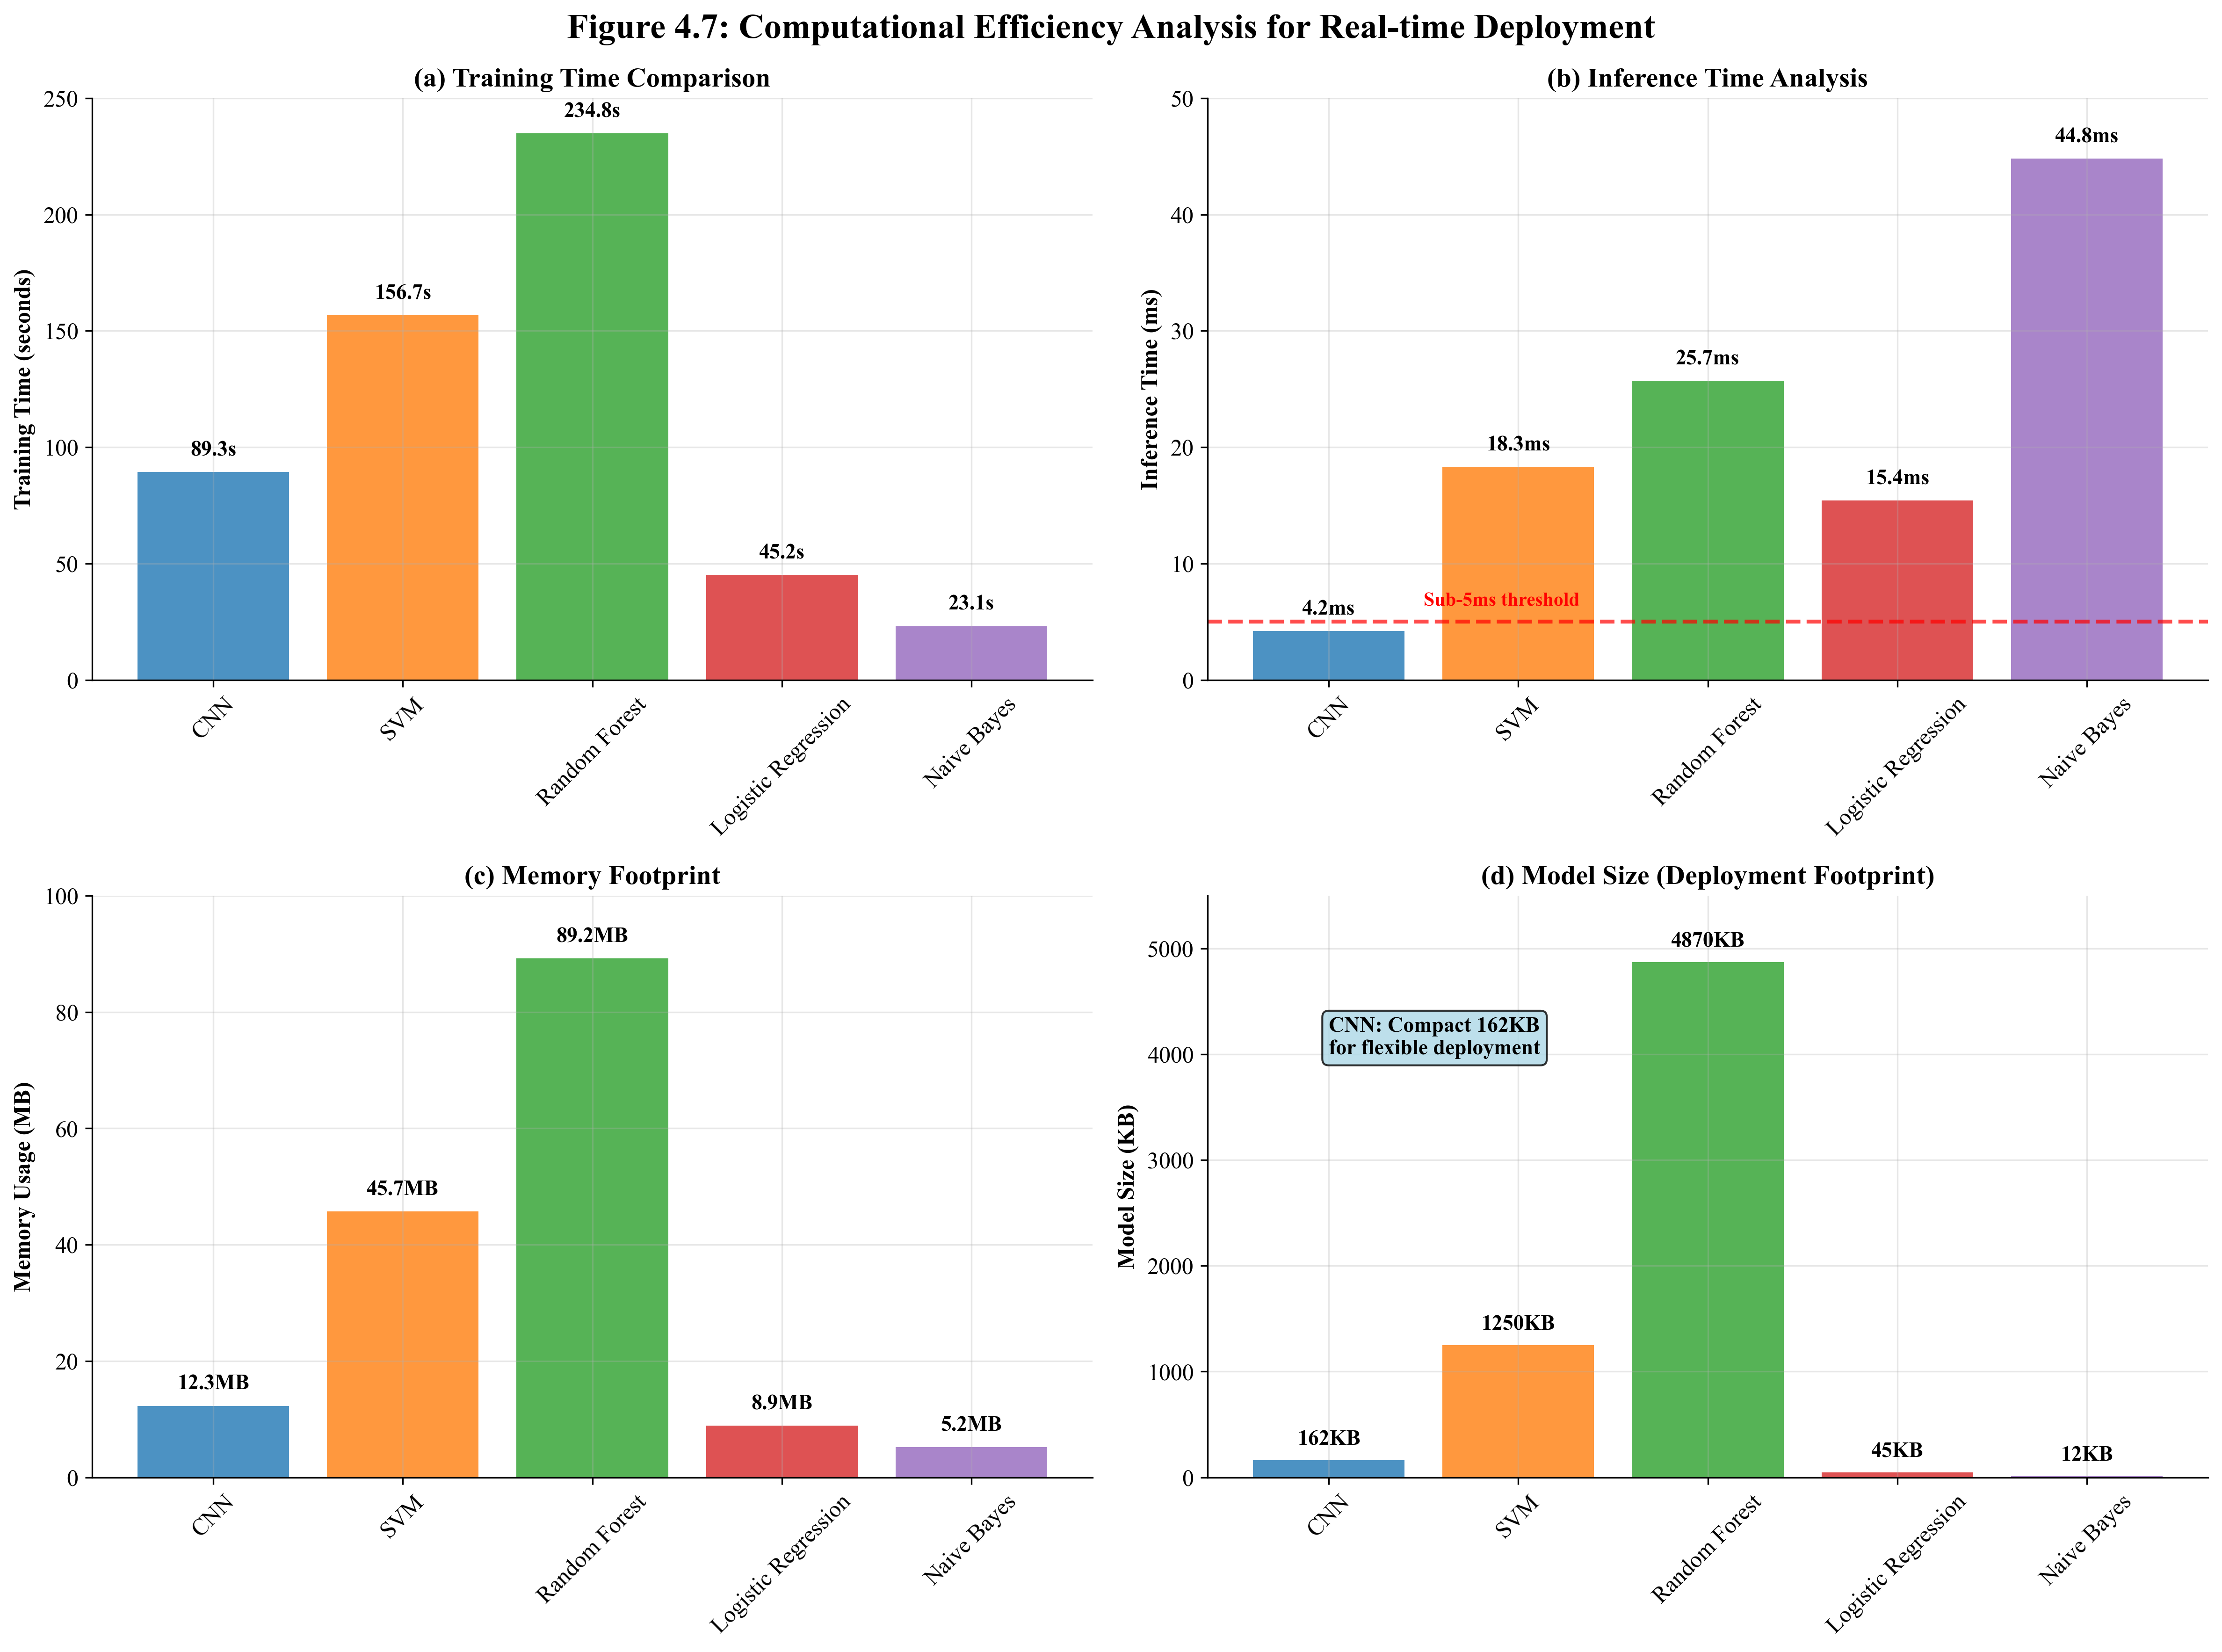 Figure 4.7: Computational Efficiency Analysis for Real-time Deployment
(a) Training Time Comparison
Training Time (seconds)
250
200
150
100
50
0
89.3s
156.7s
234.8s
45.2s
23.1s
CNN
SVM
Random Forest
Logistic Regression
Naive Bayes
(b) Inference Time Analysis
Inference Time (ms)
50
40
30
20
10
0
4.2ms
18.3ms
25.7ms
15.4ms
44.8ms
Sub-5ms threshold
CNN
SVM
Random Forest
Logistic Regression
Naive Bayes
(c) Memory Footprint
Memory Usage (MB)
100
80
60
40
20
0
12.3MB
45.7MB
89.2MB
8.9MB
5.2MB
CNN
SVM
Random Forest
Logistic Regression
Naive Bayes
(d) Model Size (Deployment Footprint)
Model Size (KB)
5000
4000
3000
2000
1000
0
162KB
1250KB
4870KB
45KB
12KB
CNN: Compact 162KB
for flexible deployment
CNN
SVM
Random Forest
Logistic Regression
Naive Bayes